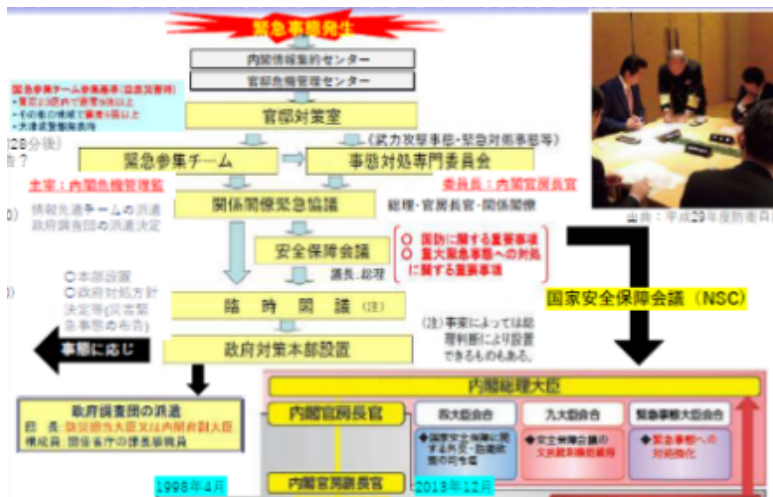 緊急事態発生
内閣情報集約センター
官邸危機管理センター
緊急参集チーム参集基準(自然災害時)
・東京23区内で震度5強以上
・その他の地域で震度6弱以上
・大津波警報発表時
官邸対策室
28分後)
告?
(武力攻撃事態・緊急対処事態等)
緊急参集チーム
事態対処専門委員会
主宰:内閣危機管理監
委員長:内閣官房長官
情報先遣チームの派遣
政府調査団の派遣決定
関係閣僚緊急協議
総理・官房長官・関係閣僚
出典:平成29年度防衛白
安全保障会議
議長:総理
○ 国防に関する重要事項
○ 重大緊急事態への対処
に関する重要事項
○本部設置
○政府対処方針
決定等(災害緊
急事態の布告)
臨時閣議(注)
国家安全保障会議(NSC)
(注)事案によっては総
理判断により設置
できるものもある。
事態に応じ
政府対策本部設置
政府調査団の派遣
団 長:防災担当大臣又は内閣府副大臣
構成員:関係省庁の課長級職員
内閣総理大臣
内閣官房長官
四大臣会合
九大臣会合
緊急事態大臣会合
◆国家安全保障に関
する外交・防衛政
策の司令塔
◆安全保障会議の
文民統制機能維持
◆緊急事態への
対処強化
内閣官房副長官
1998年4月
2013年12月